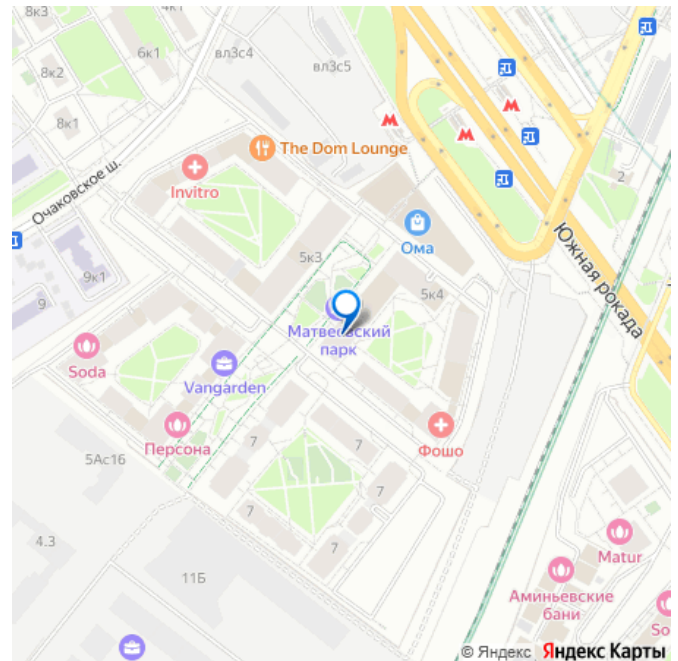 8к3
4к1
6к1
вл3с4
8к2
вл3с5
8к1
The Dom Lounge
Invitro
2
Очаковское ш.
Ома
Южная рокада
5к3
9к1
5к4
9
Матвеевский
парк
Soda
Vangarden
Персона
7
7
Фошо
5Ас16
7
7
4.3
7
Matur
11Б
Аминьевские
бани
So
© Яндекс Яндекс Карты